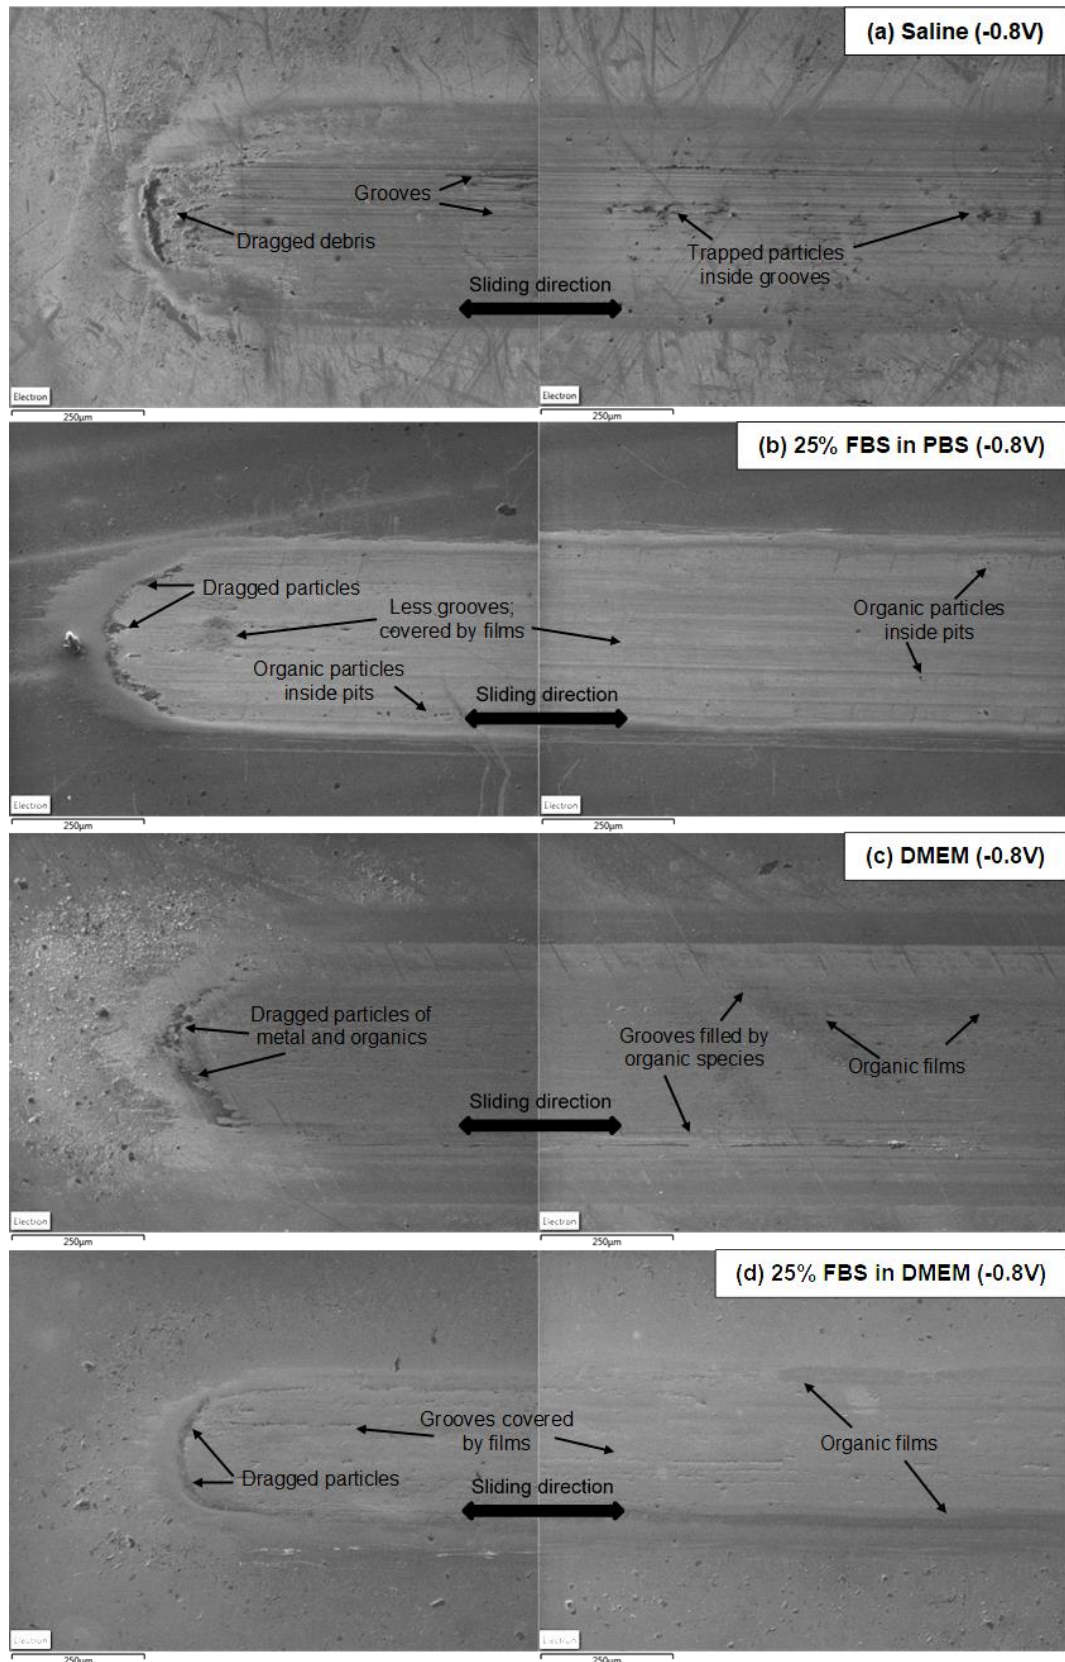 (a) Saline (-0.8V)
Grooves
Dragged debris
Trapped particles
inside grooves
Sliding direction
Electron
250µm
Electron
250µm
(b) 25% FBS in PBS (-0.8V)
Dragged particles
Less grooves;
covered by films
Organic particles
inside pits
Organic particles
inside pits
Sliding direction
Electron
250µm
Electron
250µm
(c) DMEM (-0.8V)
Dragged particles of
metal and organics
Grooves filled by
organic species
Organic films
Sliding direction
Electron
250µm
Electron
250µm
(d) 25% FBS in DMEM (-0.8V)
Grooves covered
by films
Organic films
Dragged particles
Sliding direction
Electron
250µm
Electron
250µm